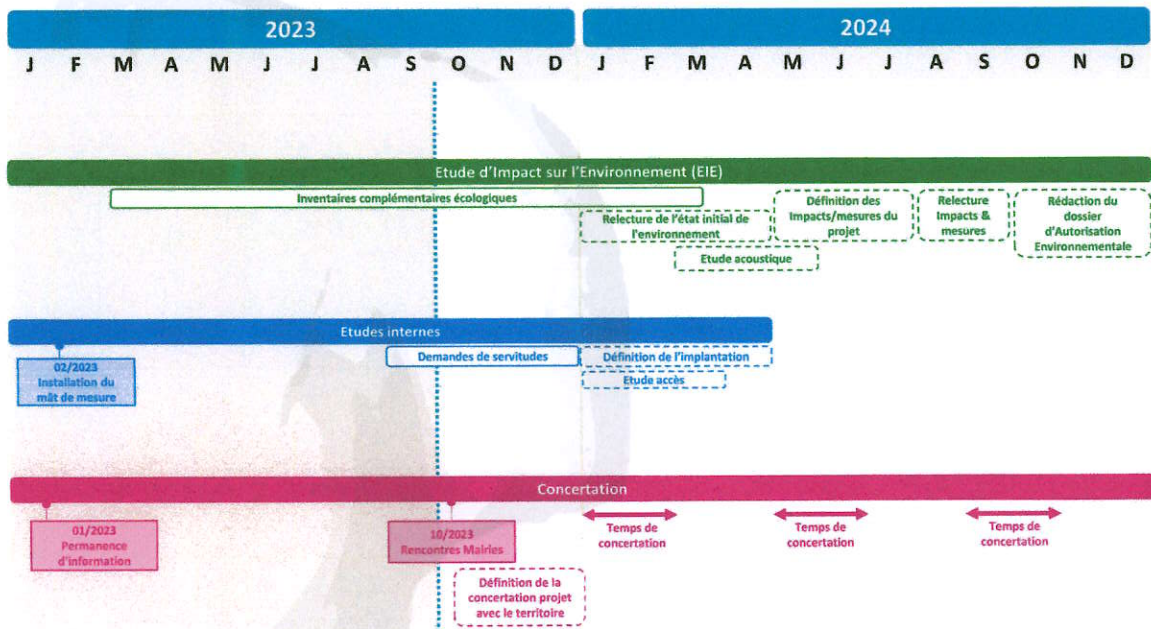 2023
2024
J F M A M J J A S O N D J F M A M J J A S O N D
Etude d'Impact sur l'Environnement (EIE)
Inventaires complémentaires écologiques
Relecture de l'état initial de
l'environnement
Etude acoustique
Définition des
Impacts/mesures du
projet
Relecture
Impacts &
mesures
Rédaction du
dossier
d'Autorisation
Environnementale
Etudes internes
02/2023
Installation du
mât de mesure
Demandes de servitudes
Définition de l'implantation
Etude accès
Concertation
01/2023
Permanence
d'information
10/2023
Rencontres Mairies
Définition de la
concertation projet
avec le territoire
Temps de
concertation
Temps de
concertation
Temps de
concertation